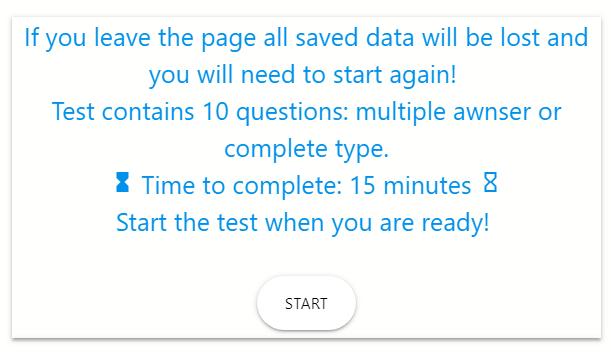 If you leave the page all saved data will be lost and
you will need to start again!
Test contains 10 questions: multiple awnser or
complete type.
⧗ Time to complete: 15 minutes ⧖
Start the test when you are ready!
START